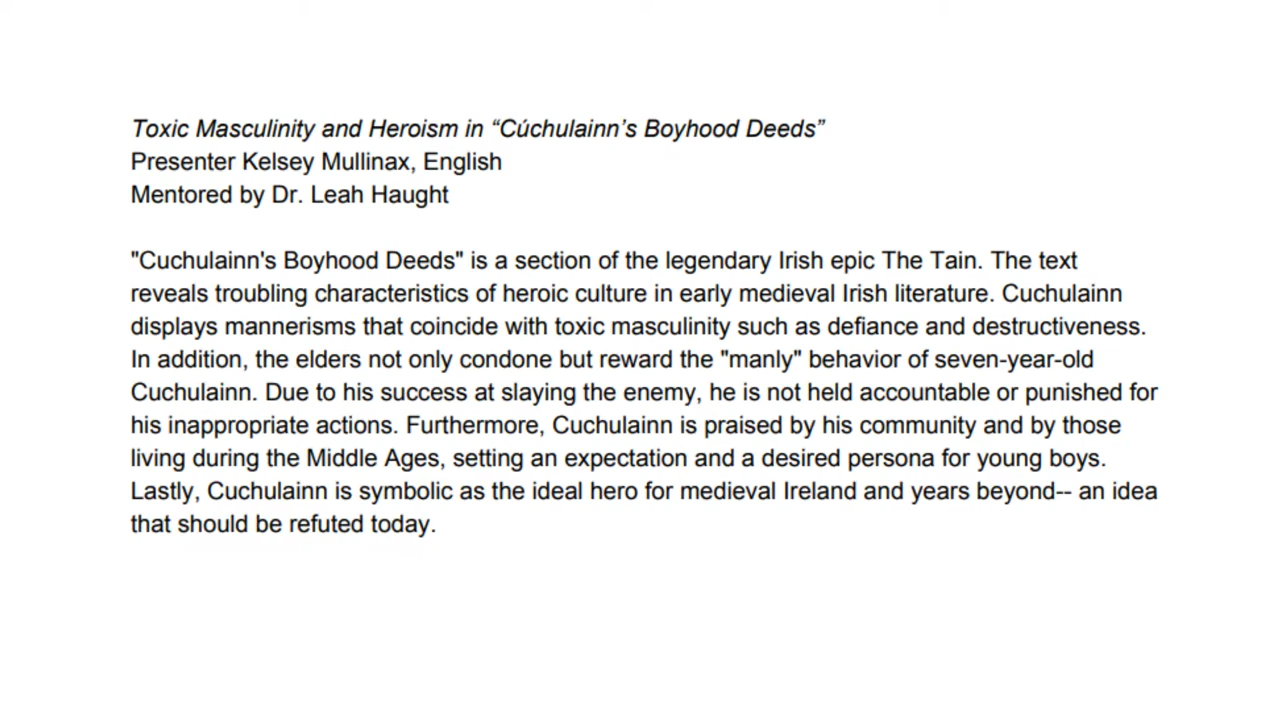 Toxic Masculinity and Heroism in “Cúchulainn’s Boyhood Deeds”
Presenter Kelsey Mullinax, English
Mentored by Dr. Leah Haught
"Cuchulainn's Boyhood Deeds" is a section of the legendary Irish epic The Tain. The text
reveals troubling characteristics of heroic culture in early medieval Irish literature. Cuchulainn
displays mannerisms that coincide with toxic masculinity such as defiance and destructiveness.
In addition, the elders not only condone but reward the "manly" behavior of seven-year-old
Cuchulainn. Due to his success at slaying the enemy, he is not held accountable or punished for
his inappropriate actions. Furthermore, Cuchulainn is praised by his community and by those
living during the Middle Ages, setting an expectation and a desired persona for young boys.
Lastly, Cuchulainn is symbolic as the ideal hero for medieval Ireland and years beyond-- an idea
that should be refuted today.